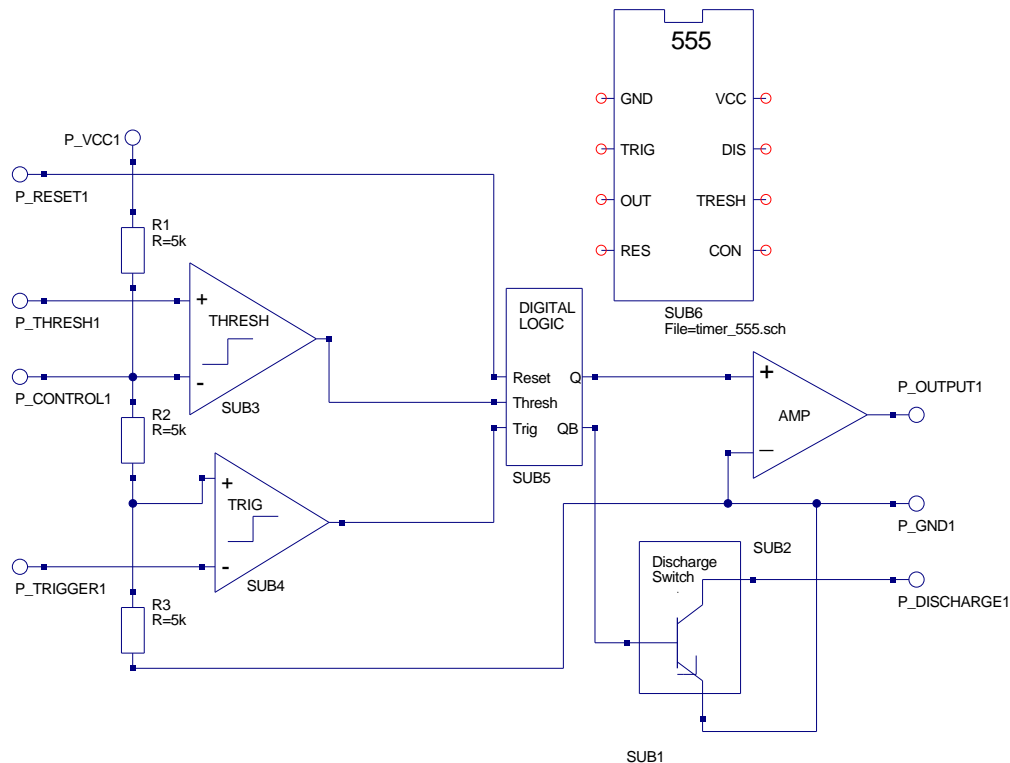 555
GND VCC
TRIG DIS
OUT TRESH
RES CON
SUB6
File=timer_555.sch
P_VCC1
P_RESET1
R1
R=5k
P_THRESH1
+
THRESH
-
SUB3
P_CONTROL1
R2
R=5k
+
TRIG
-
SUB4
P_TRIGGER1
R3
R=5k
DIGITAL
LOGIC
Reset Q
Thresh
Trig QB
SUB5
+
AMP
–
P_OUTPUT1
P_GND1
SUB2
Discharge
Switch
P_DISCHARGE1
SUB1